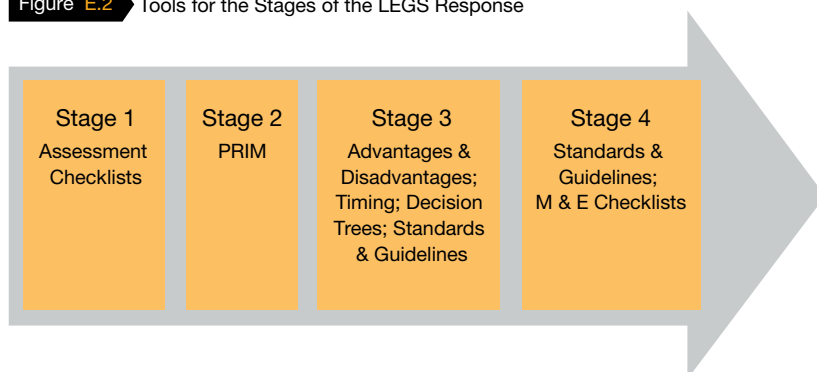 Figure E.2 Tools for the Stages of the LEGS Response
Stage 1
Assessment
Checklists
Stage 2
PRIM
Stage 3
Advantages &
Disadvantages;
Timing; Decision
Trees; Standards
& Guidelines
Stage 4
Standards &
Guidelines;
M & E Checklists